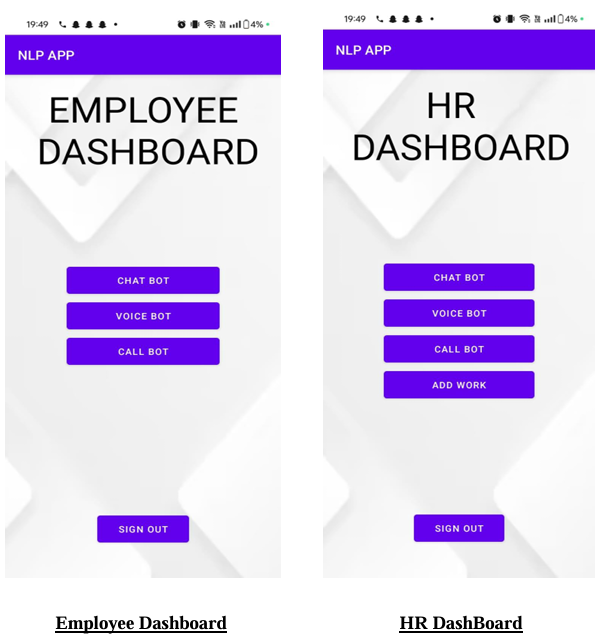 19:49
4%
NLP APP
EMPLOYEE
DASHBOARD
CHAT BOT
VOICE BOT
CALL BOT
SIGN OUT
Employee Dashboard
19:49
4%
NLP APP
HR
DASHBOARD
CHAT BOT
VOICE BOT
CALL BOT
ADD WORK
SIGN OUT
HR DashBoard